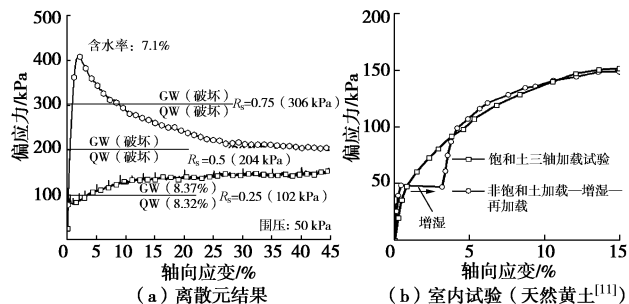 500
400
300
200
100
0
偏应力/kPa
含水率：7.1%
GW（破坏）
QW（破坏）
Rs=0.75（306 kPa）
GW（破坏）
QW（破坏）
Rs=0.5（204 kPa）
GW（8.37%）
QW（8.32%）
Rs=0.25（102 kPa）
围压：50 kPa
0 5 10 15 20 25 30 35 40 45
轴向应变/%
（a）离散元结果
200
150
100
50
0
偏应力/kPa
饱和土三轴加载试验
非饱和土加载—增湿—
再加载
增湿
0 5 10 15
轴向应变/%
（b）室内试验（天然黄土[11]）